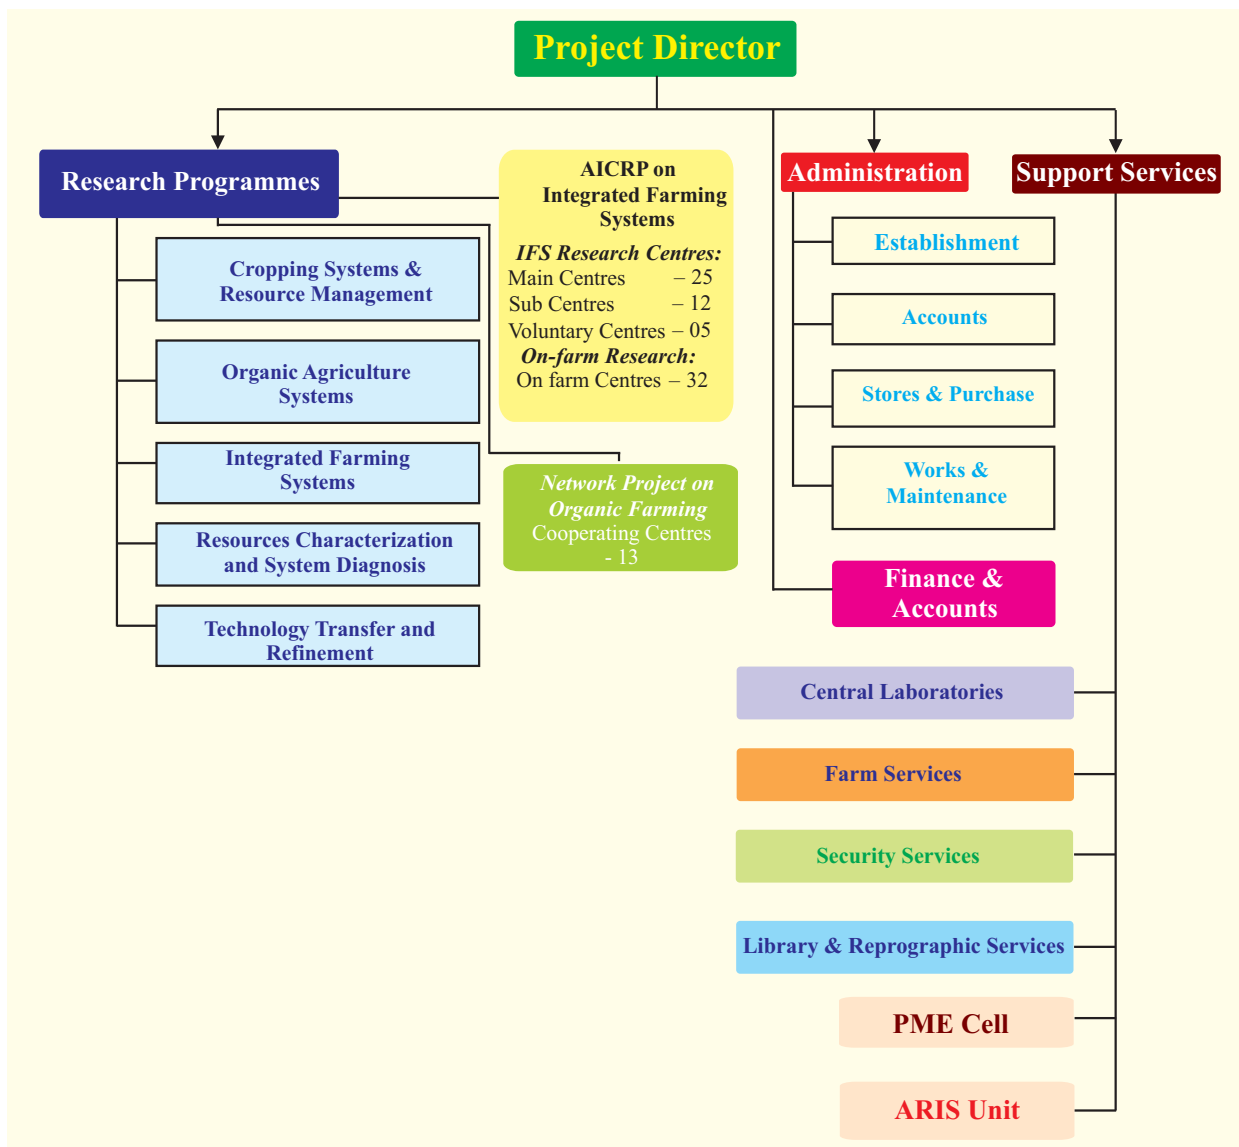 Project Director
Research Programmes
Cropping Systems &
Resource Management
Organic Agriculture
Systems
Integrated Farming
Systems
Resources Characterization
and System Diagnosis
Technology Transfer and
Refinement
AICRP on
Integrated Farming
Systems
IFS Research Centres:
Main Centres – 25
Sub Centres – 12
Voluntary Centres – 05
On-farm Research:
On farm Centres – 32
Network Project on
Organic Farming
Cooperating Centres
- 13
Administration
Establishment
Accounts
Stores & Purchase
Works &
Maintenance
Finance &
Accounts
Support Services
Central Laboratories
Farm Services
Security Services
Library & Reprographic Services
PME Cell
ARIS Unit